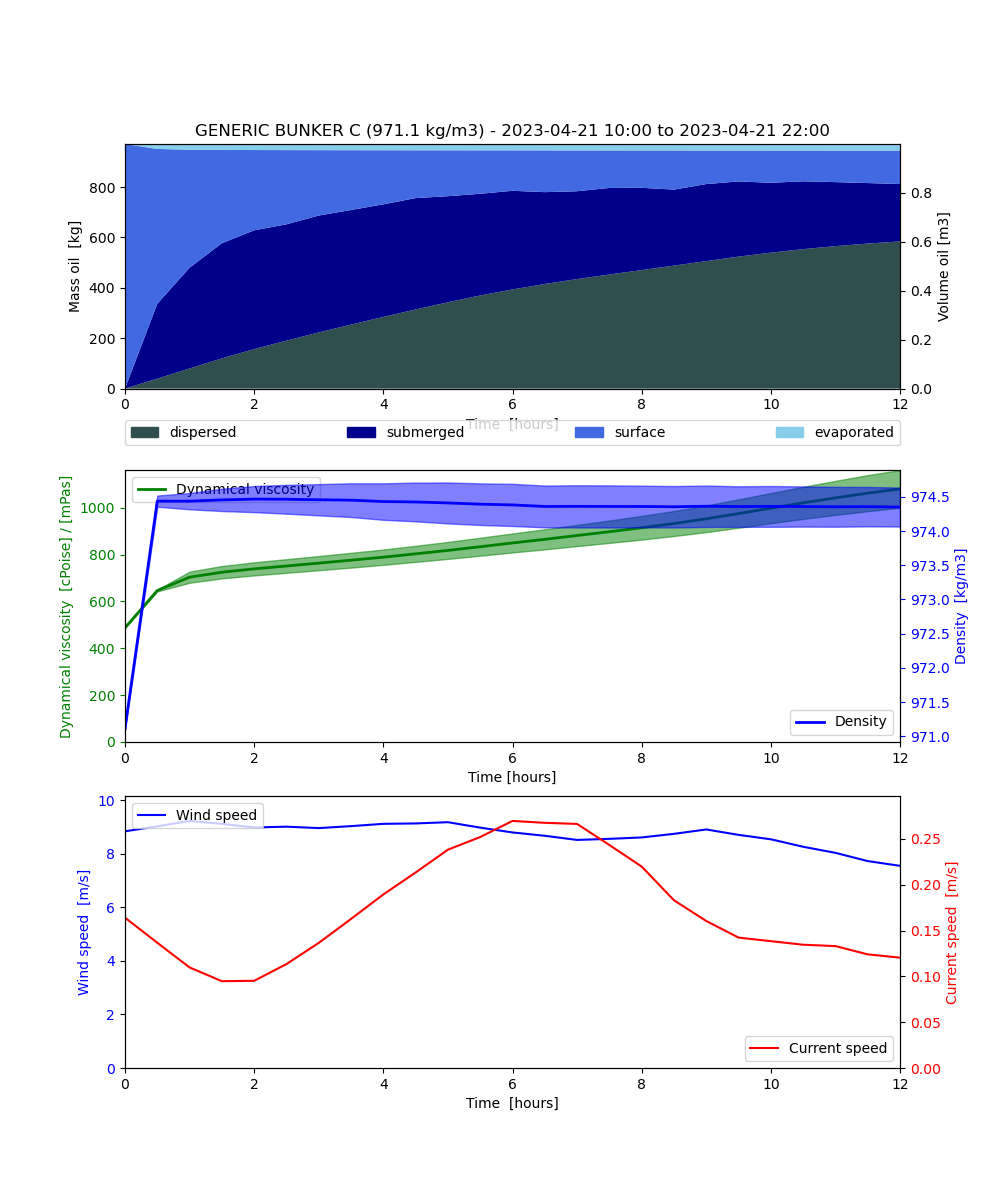 GENERIC BUNKER C (971.1 kg/m3) - 2023-04-21 10:00 to 2023-04-21 22:00
Mass oil [kg]
800
600
400
200
0
Volume oil [m3]
0.8
0.6
0.4
0.2
0.0
0 2 4 6 8 10 12
Time [hours]
dispersed submerged surface evaporated
Dynamical viscosity [cPoise] / [mPas]
1000
800
600
400
200
0
Dynamical viscosity
Density [kg/m3]
974.5
974.0
973.5
973.0
972.5
972.0
971.5
971.0
Density
0 2 4 6 8 10 12
Time [hours]
Wind speed [m/s]
10
8
6
4
2
0
Wind speed
Current speed [m/s]
0.25
0.20
0.15
0.10
0.05
0.00
Current speed
0 2 4 6 8 10 12
Time [hours]